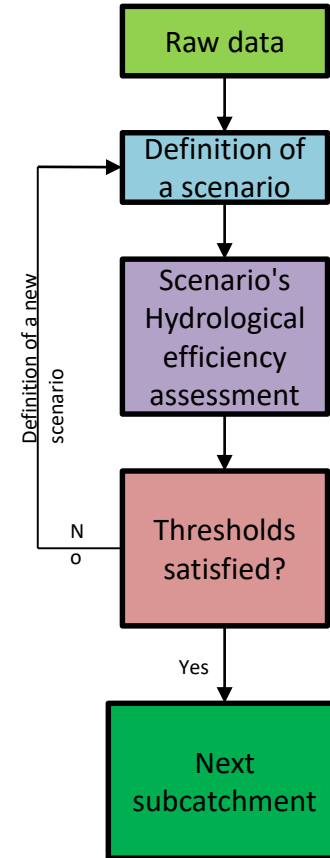 Raw data
Definition of
a scenario
Scenario's
Hydrological
efficiency
assessment
Definition of a new
scenario
N
o
Thresholds
satisfied?
Yes
Next
subcatchment